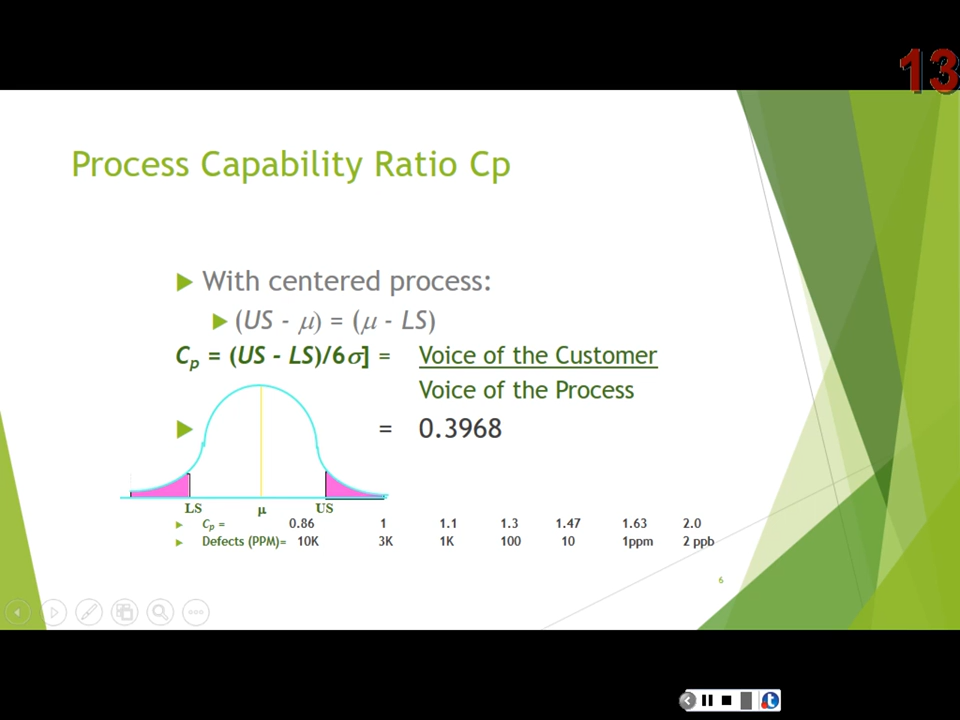 13
Process Capability Ratio Cp
With centered process:
(US - μ) = (μ - LS)
Cp = (US - LS)/6σ] = Voice of the Customer
Voice of the Process
= 0.3968
LS μ US
Cp = 0.86 1 1.1 1.3 1.47 1.63 2.0
Defects (PPM)= 10K 3K 1K 100 10 1ppm 2 ppb
6